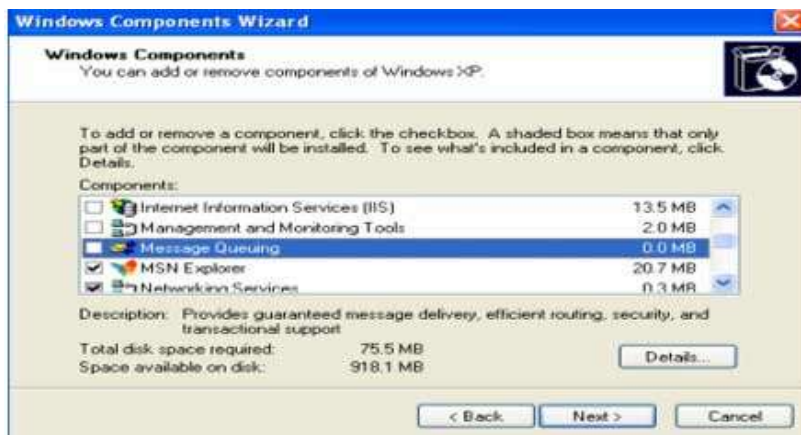 Windows Components Wizard
Windows Components
You can add or remove components of Windows XP.
To add or remove a component, click the checkbox. A shaded box means that only
part of the component will be installed. To see what's included in a component, click
Details.
Components:
Internet Information Services (IIS) 13.5 MB
Management and Monitoring Tools 2.0 MB
Message Queuing 0.0 MB
MSN Explorer 20.7 MB
Networking Services 0.3 MB
Description: Provides guaranteed message delivery, efficient routing, security, and
transactional support
Total disk space required: 75.5 MB
Space available on disk: 918.1 MB
Details...
< Back Next > Cancel